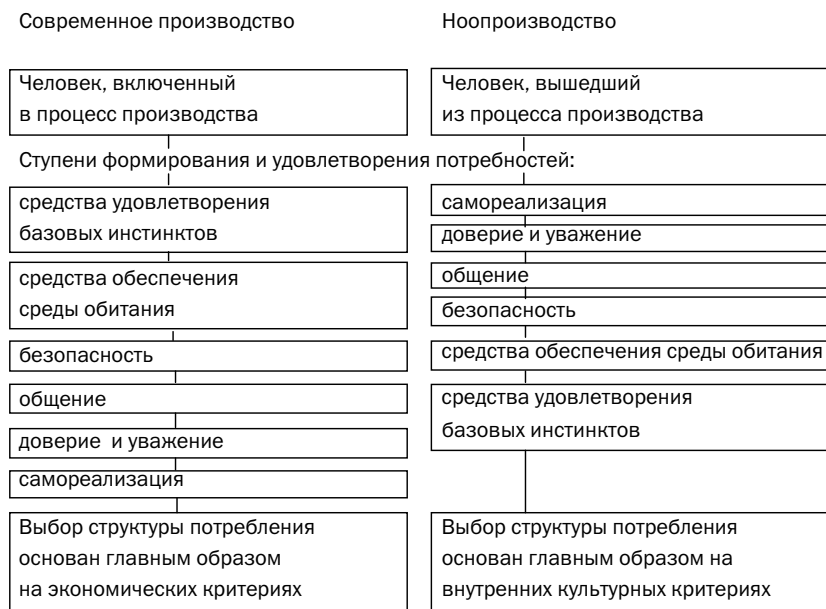 Современное производство
Ноопроизводство
Человек, включенный
в процесс производства
Человек, вышедший
из процесса производства
Ступени формирования и удовлетворения потребностей:
средства удовлетворения
базовых инстинктов
средства обеспечения
среды обитания
безопасность
общение
доверие и уважение
самореализация
Выбор структуры потребления
основан главным образом
на экономических критериях
самореализация
доверие и уважение
общение
безопасность
средства обеспечения среды обитания
средства удовлетворения
базовых инстинктов
Выбор структуры потребления
основан главным образом на
внутренних культурных критериях